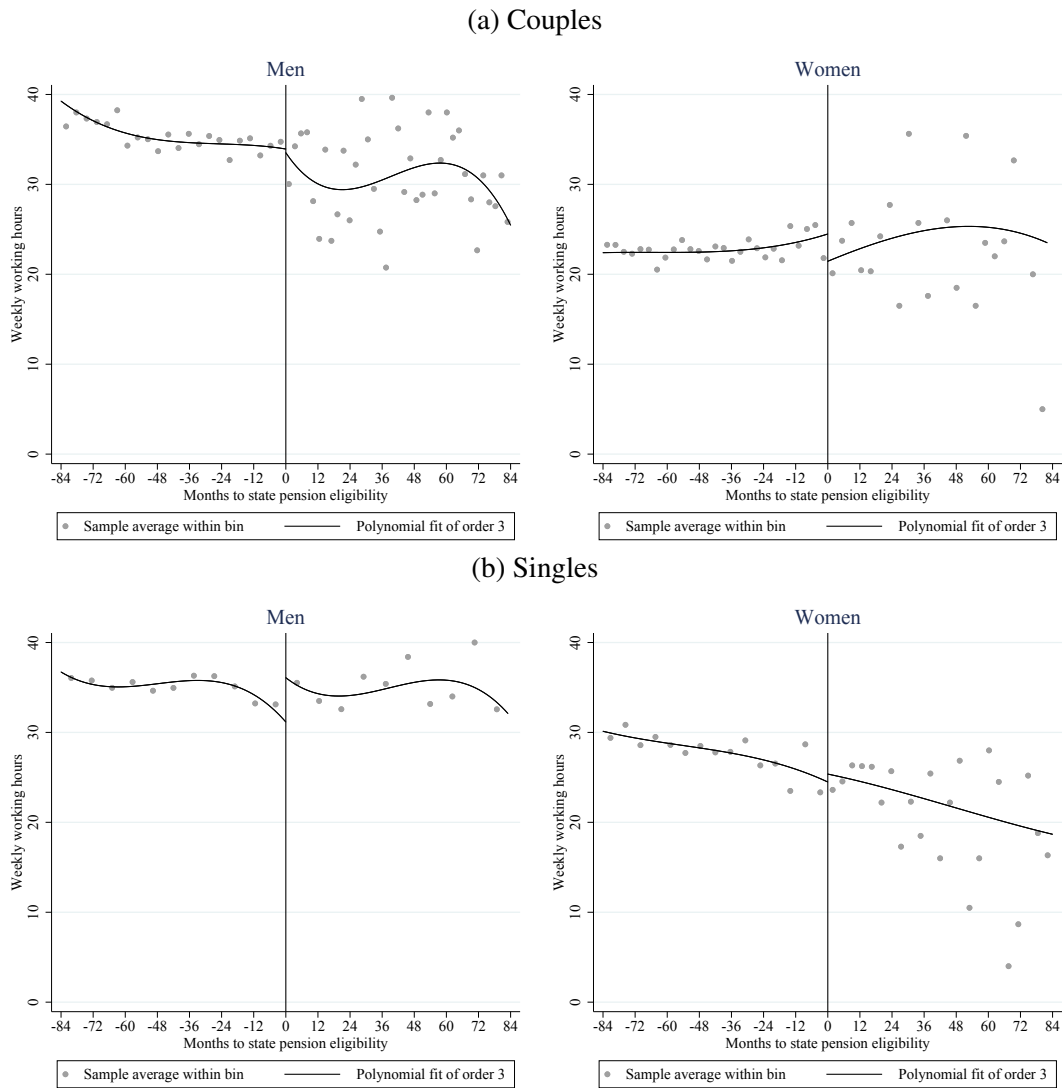 (a) Couples
Men
Weekly working hours
0 10 20 30 40
-84 -72 -60 -48 -36 -24 -12 0 12 24 36 48 60 72 84
Months to state pension eligibility
Sample average within bin Polynomial fit of order 3
Women
Weekly working hours
0 10 20 30 40
-84 -72 -60 -48 -36 -24 -12 0 12 24 36 48 60 72 84
Months to state pension eligibility
Sample average within bin Polynomial fit of order 3
(b) Singles
Men
Weekly working hours
0 10 20 30 40
-84 -72 -60 -48 -36 -24 -12 0 12 24 36 48 60 72 84
Months to state pension eligibility
Sample average within bin Polynomial fit of order 3
Women
Weekly working hours
0 10 20 30 40
-84 -72 -60 -48 -36 -24 -12 0 12 24 36 48 60 72 84
Months to state pension eligibility
Sample average within bin Polynomial fit of order 3